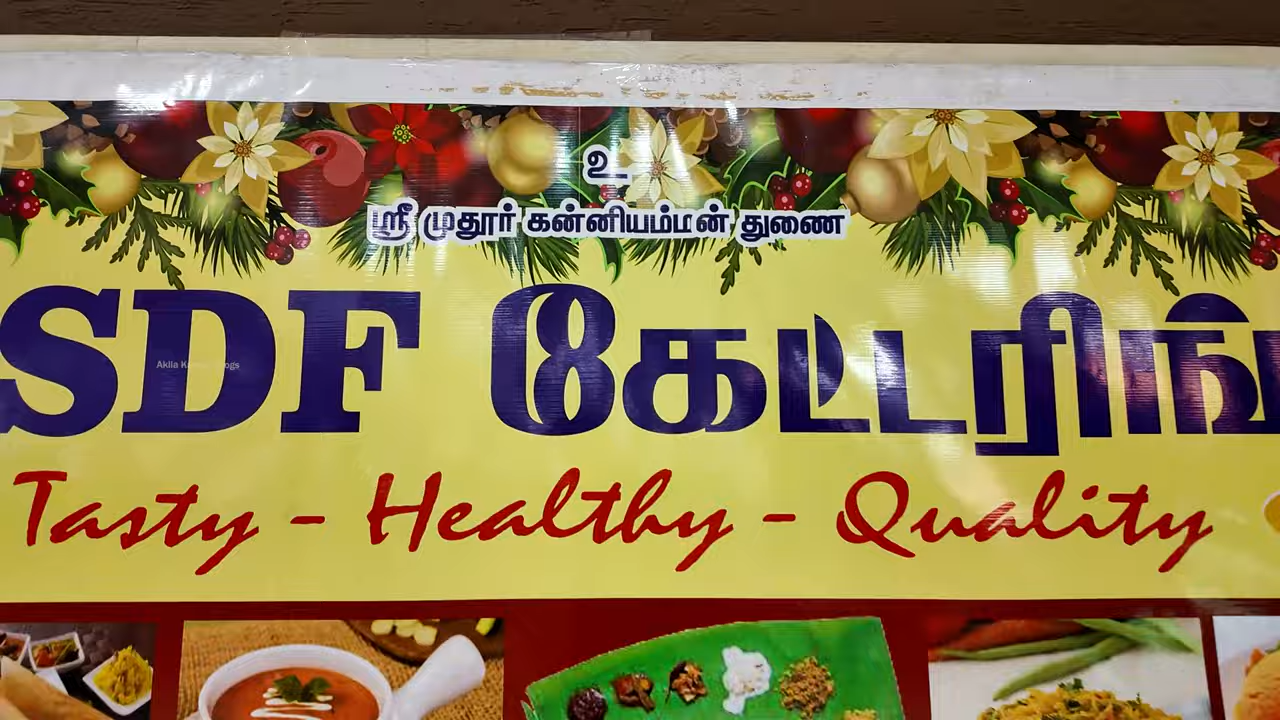 உ
ஸ்ரீ முதூர் கன்னியம்மன் துணை
SDF கேட்டரிங்
Tasty - Healthy - Quality